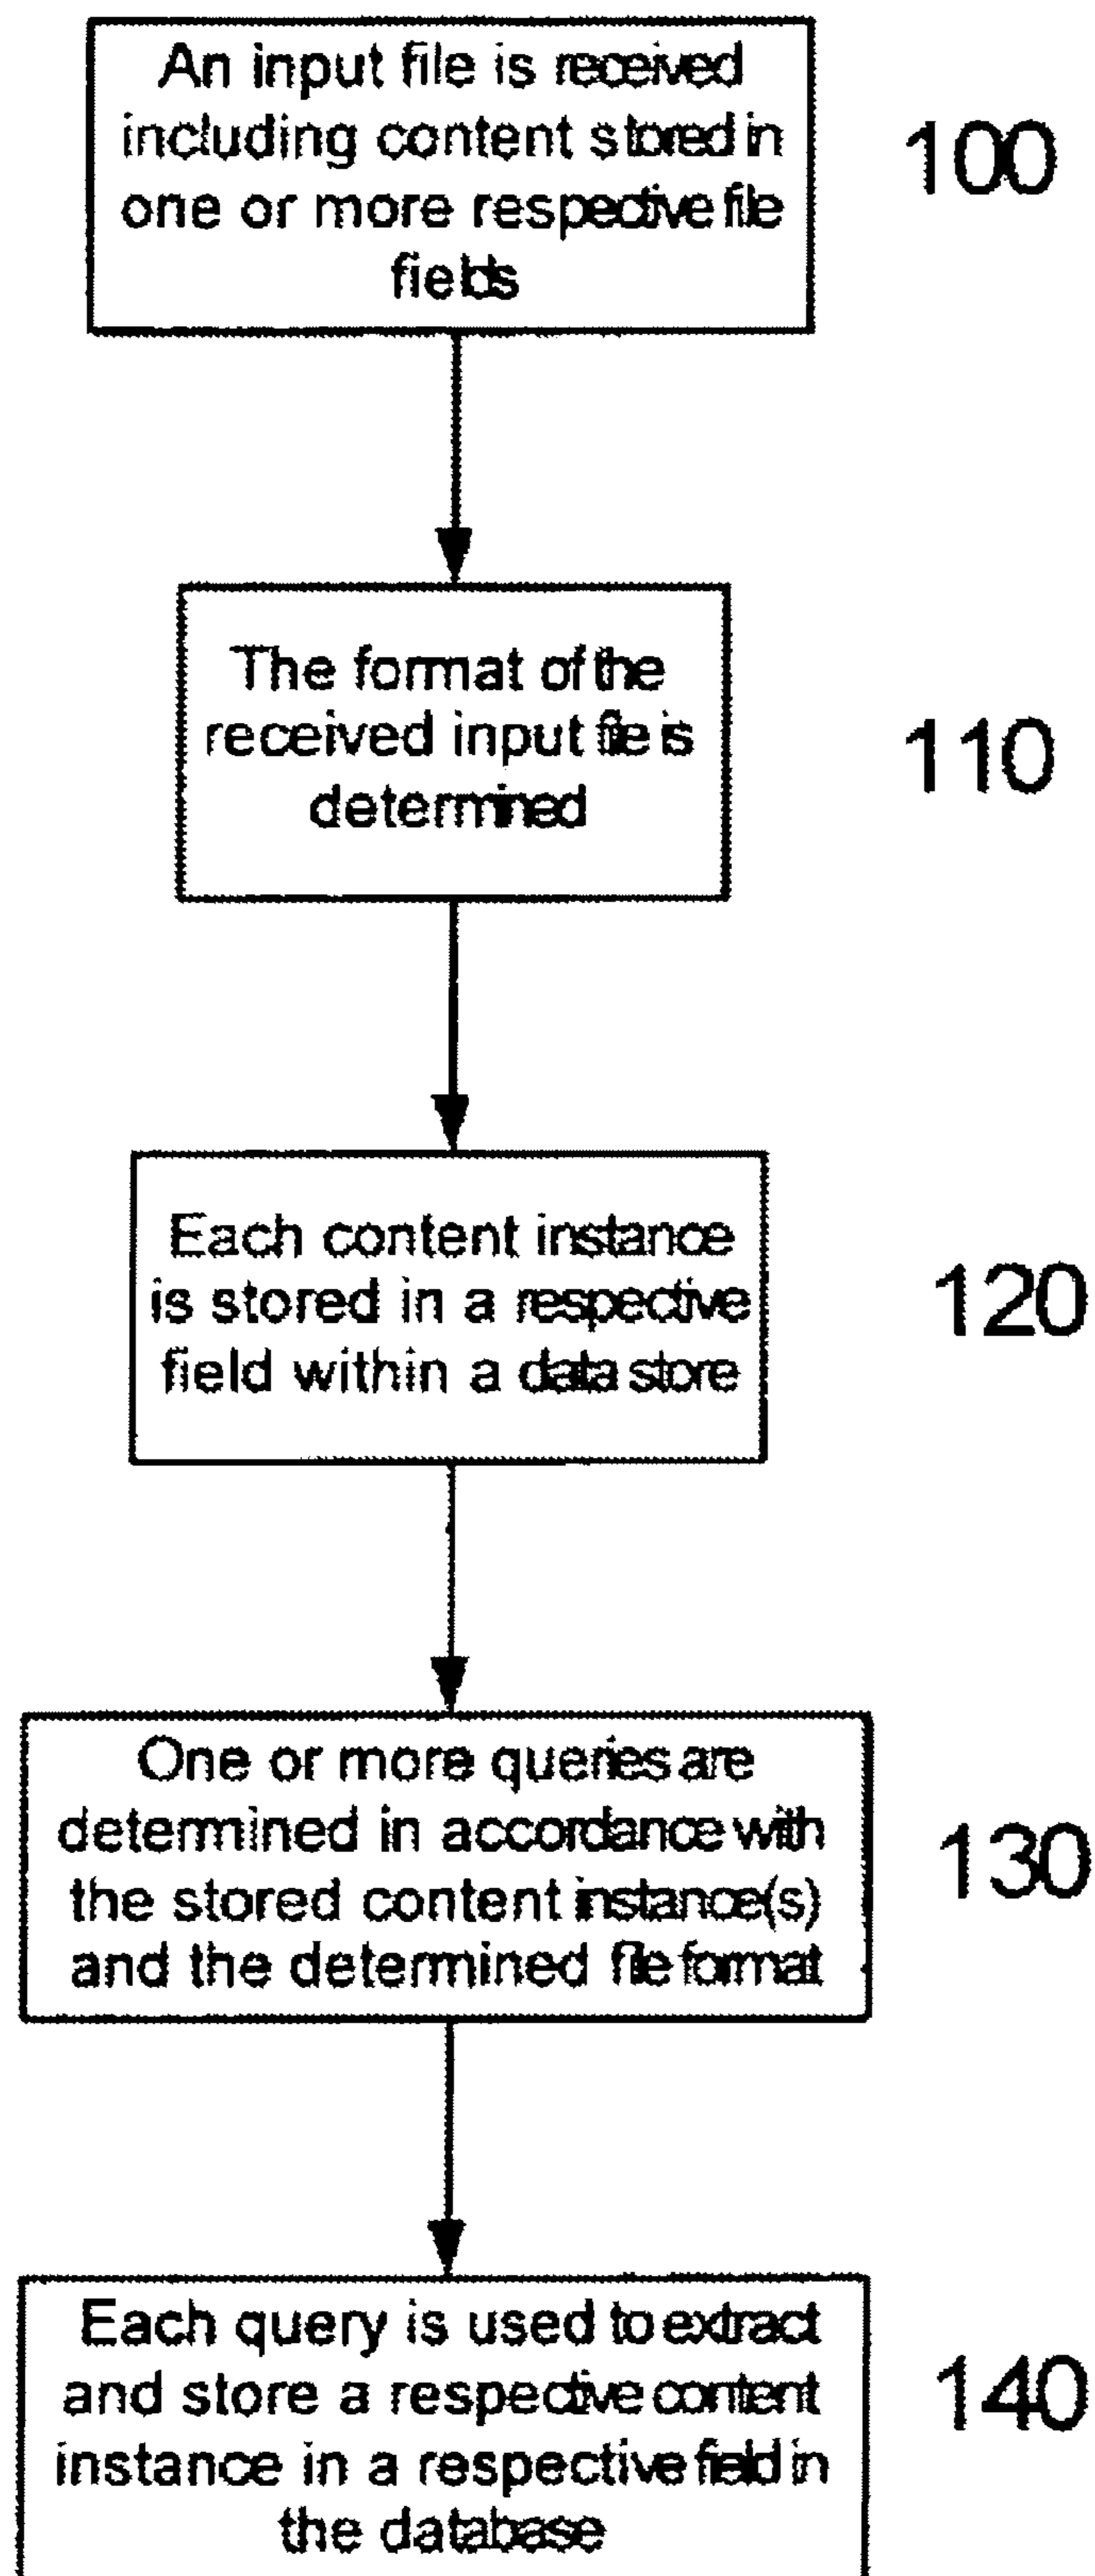 An input file is received
including content stored in
one or more respective file
fields
100
The format of the
received input file is
determined
110
Each content instance
is stored in a respective
field within a data store
120
One or more queries are
determined in accordance with
the stored content instance(s)
and the determined file format
130
Each query is used to extract
and store a respective content
instance in a respective field in
the database
140